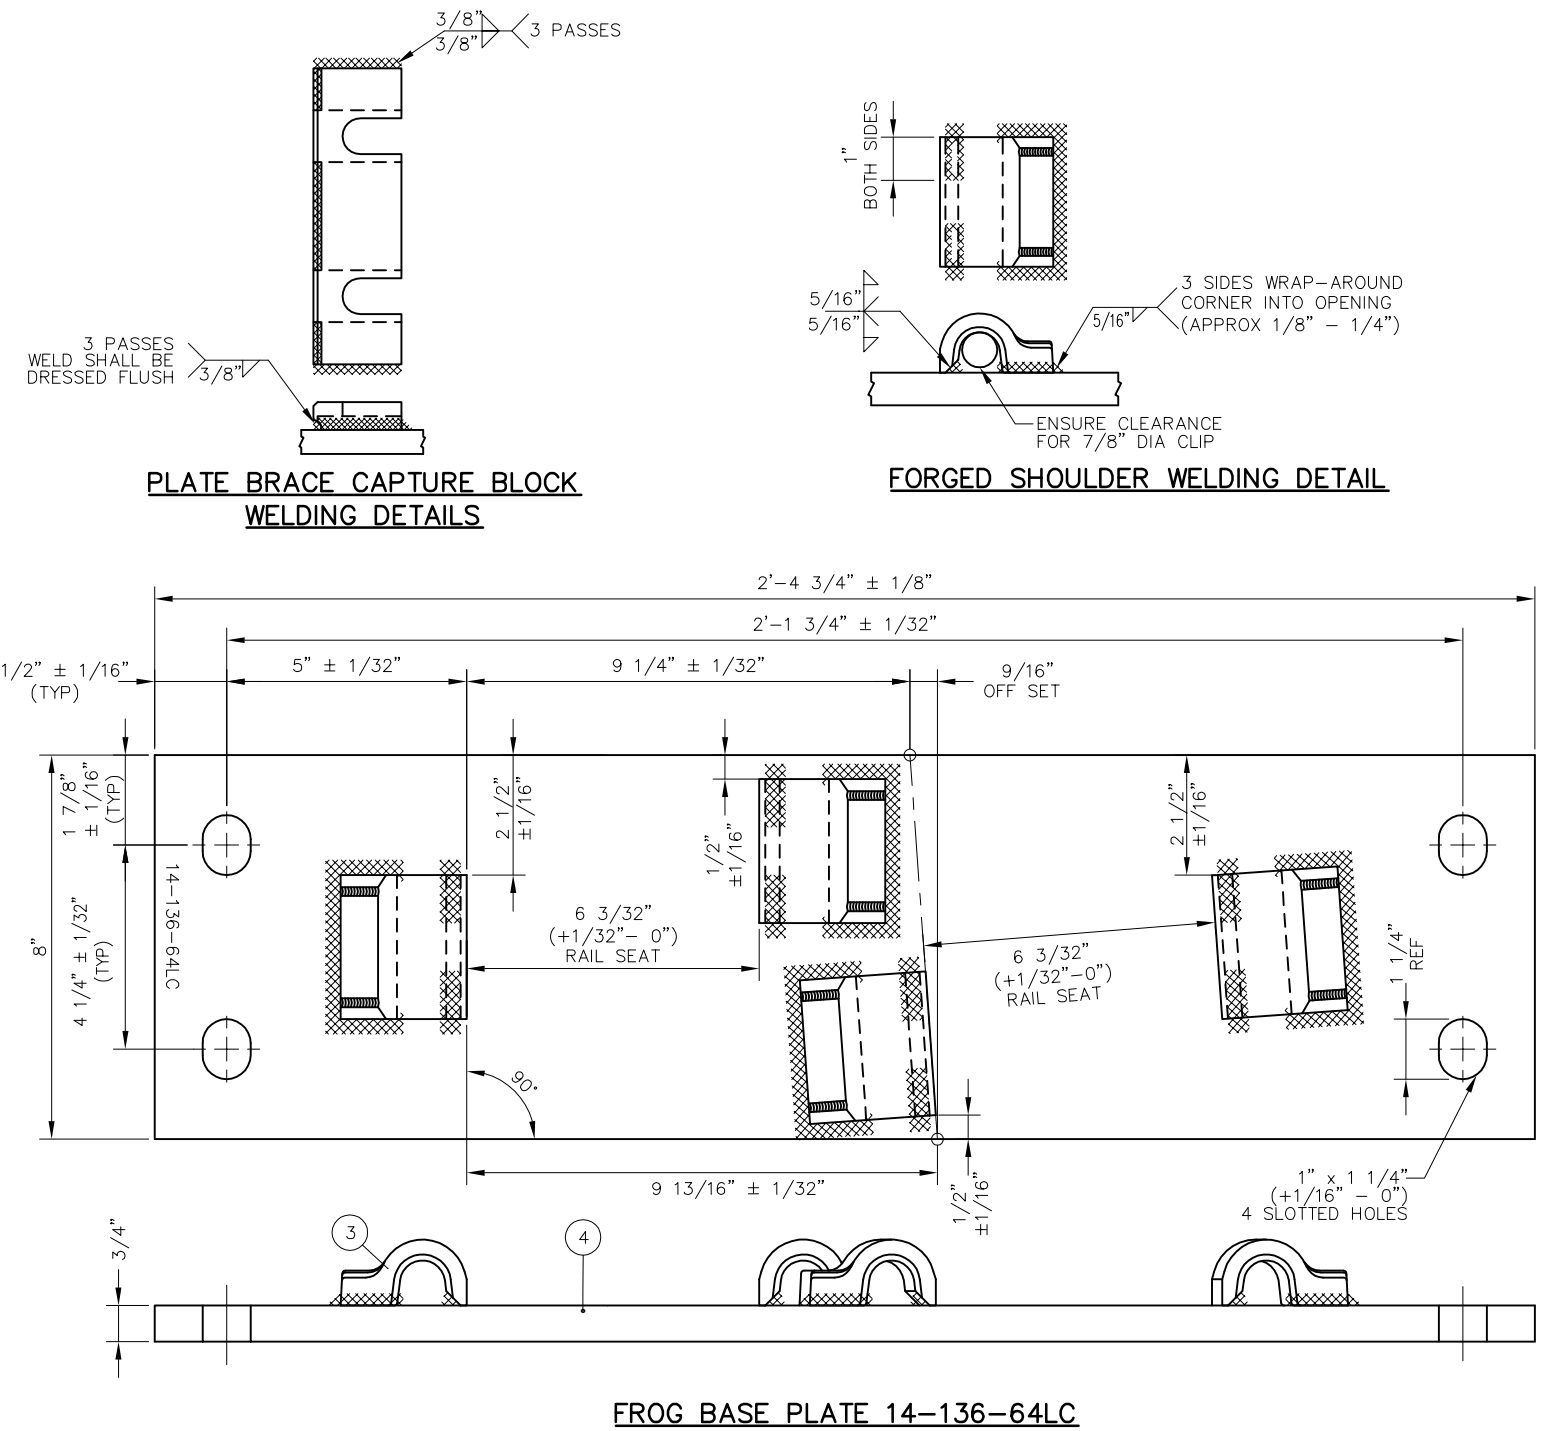 3/8"
3/8"
3 PASSES
3 PASSES
WELD SHALL BE
DRESSED FLUSH
3/8"
PLATE BRACE CAPTURE BLOCK
WELDING DETAILS
1"
BOTH SIDES
5/16"
5/16"
5/16"
3 SIDES WRAP-AROUND
CORNER INTO OPENING
(APPROX 1/8" - 1/4")
ENSURE CLEARANCE
FOR 7/8" DIA CLIP
FORGED SHOULDER WELDING DETAIL
2'-4 3/4" ± 1/8"
2'-1 3/4" ± 1/32"
1/2" ± 1/16"
(TYP)
5" ± 1/32"
9 1/4" ± 1/32"
9/16"
OFF SET
1 7/8"
± 1/16"
(TYP)
2 1/2"
±1/16"
1/2"
±1/16"
2 1/2"
±1/16"
8"
4 1/4" ± 1/32"
(TYP)
14-136-64LC
6 3/32"
(+1/32"- 0")
RAIL SEAT
6 3/32"
(+1/32"-0")
RAIL SEAT
1 1/4"
REF
90°
9 13/16" ± 1/32"
1/2"
±1/16"
1" x 1 1/4"
(+1/16" - 0")
4 SLOTTED HOLES
3/4"
3
4
FROG BASE PLATE 14-136-64LC